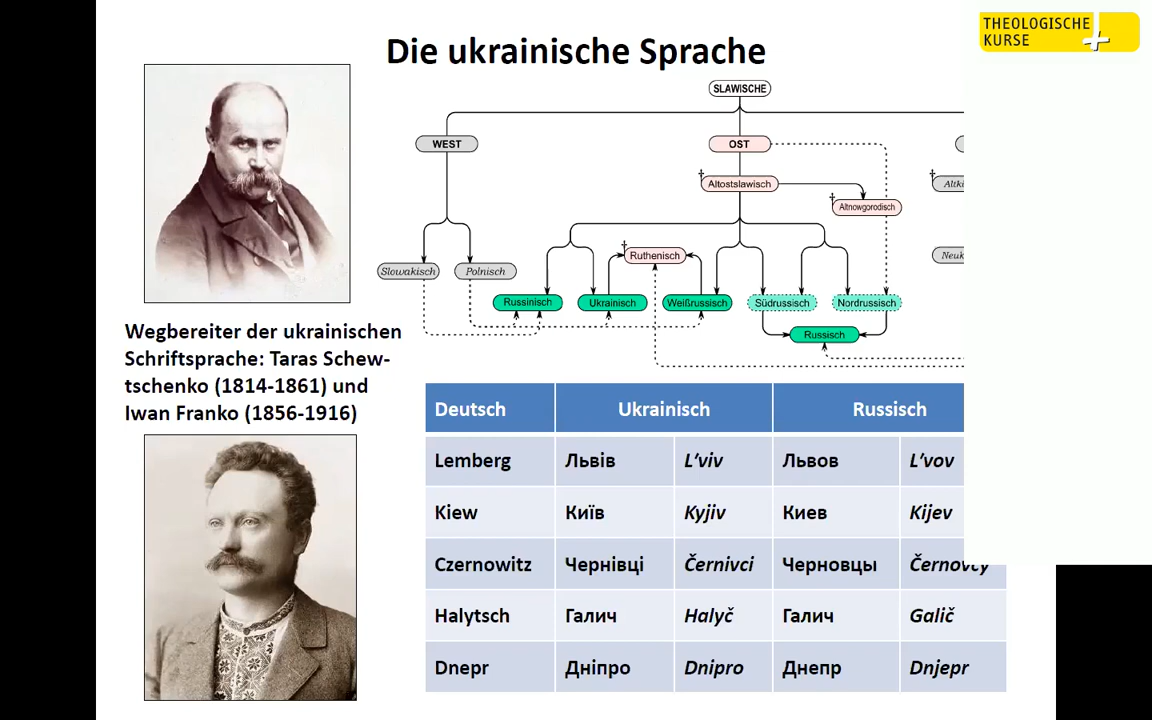 THEOLOGISCHE
KURSE
Die ukrainische Sprache
SLAWISCHE
WEST
OST
† Altostslawisch
† Altnowgorodisch
†
† Ruthenisch
Slowakisch
Polnisch
Russinisch
Ukrainisch
Weißrussisch
Südrussisch
Nordrussisch
Russisch
Wegbereiter der ukrainischen
Schriftsprache: Taras Schew-
tschenko (1814-1861) und
Iwan Franko (1856-1916)
Deutsch Ukrainisch Russisch
Lemberg Львів L‘viv Львов L‘vov
Kiew Київ Kyjiv Киев Kijev
Czernowitz Чернівці Černivci Черновцы Černovcy
Halytsch Галич Halyč Галич Galič
Dnepr Дніпро Dnipro Днепр Dnjepr